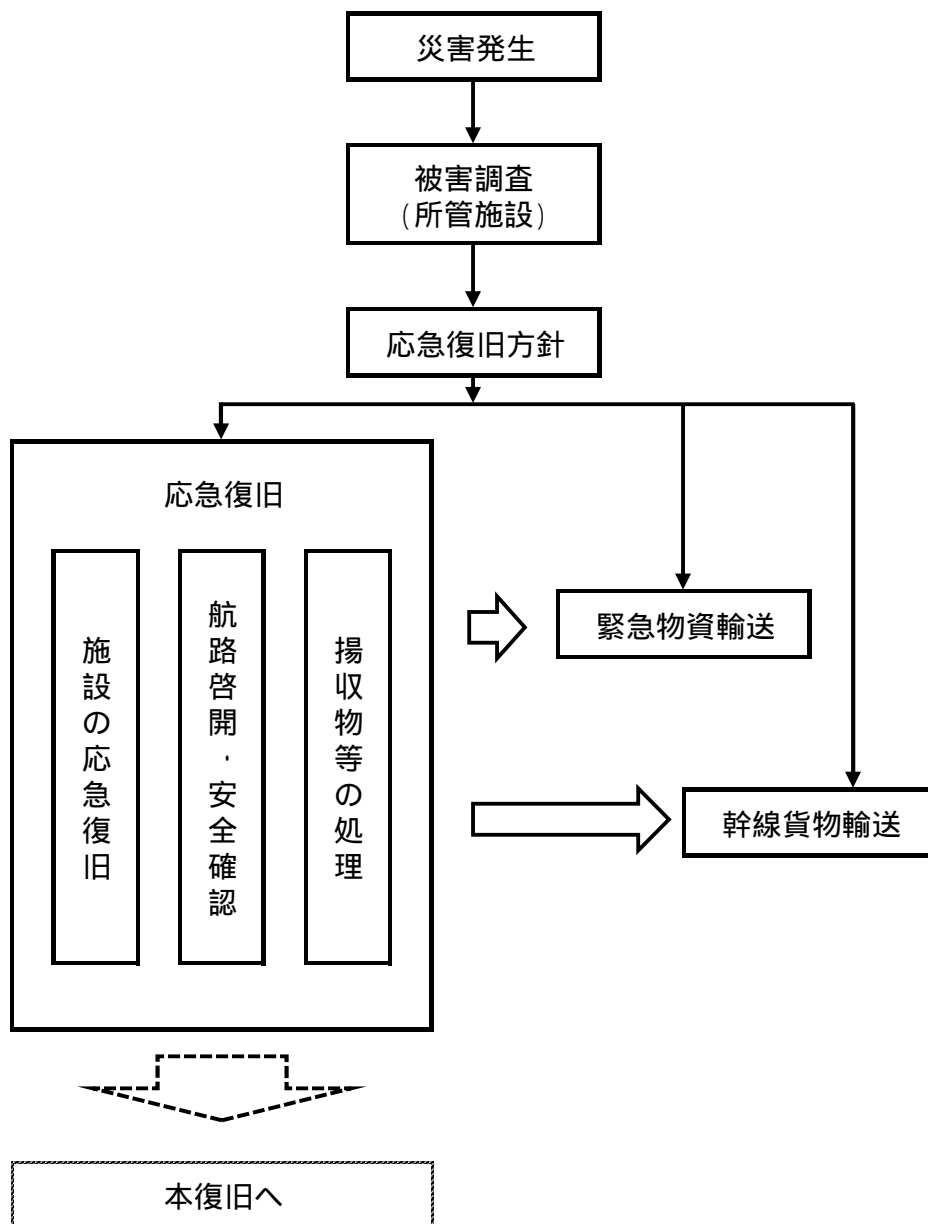 災害発生
被害調査
(所管施設)
応急復旧方針
応急復旧
施設の応急復旧
航路啓開・安全確認
揚収物等の処理
緊急物資輸送
幹線貨物輸送
本復旧へ